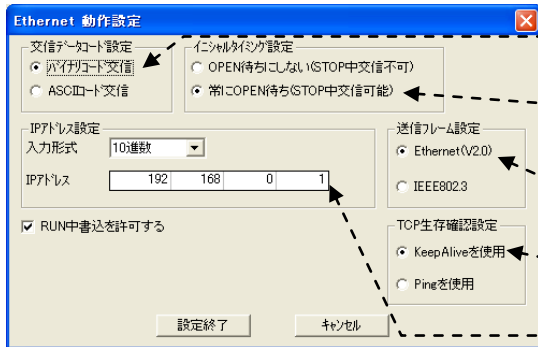 Ethernet 動作設定
交信データコード設定
バイナリコード交信
ASCIIコード交信
イニシャルタイミング設定
OPEN待ちにしない(STOP中交信不可)
常にOPEN待ち(STOP中交信可能)
IPアドレス設定
入力形式 10進数
IPアドレス 192 168 0 1
送信フレーム設定
Ethernet(V2.0)
IEEE802.3
RUN中書込を許可する
TCP生存確認設定
KeepAliveを使用
Pingを使用
設定終了 キャンセル